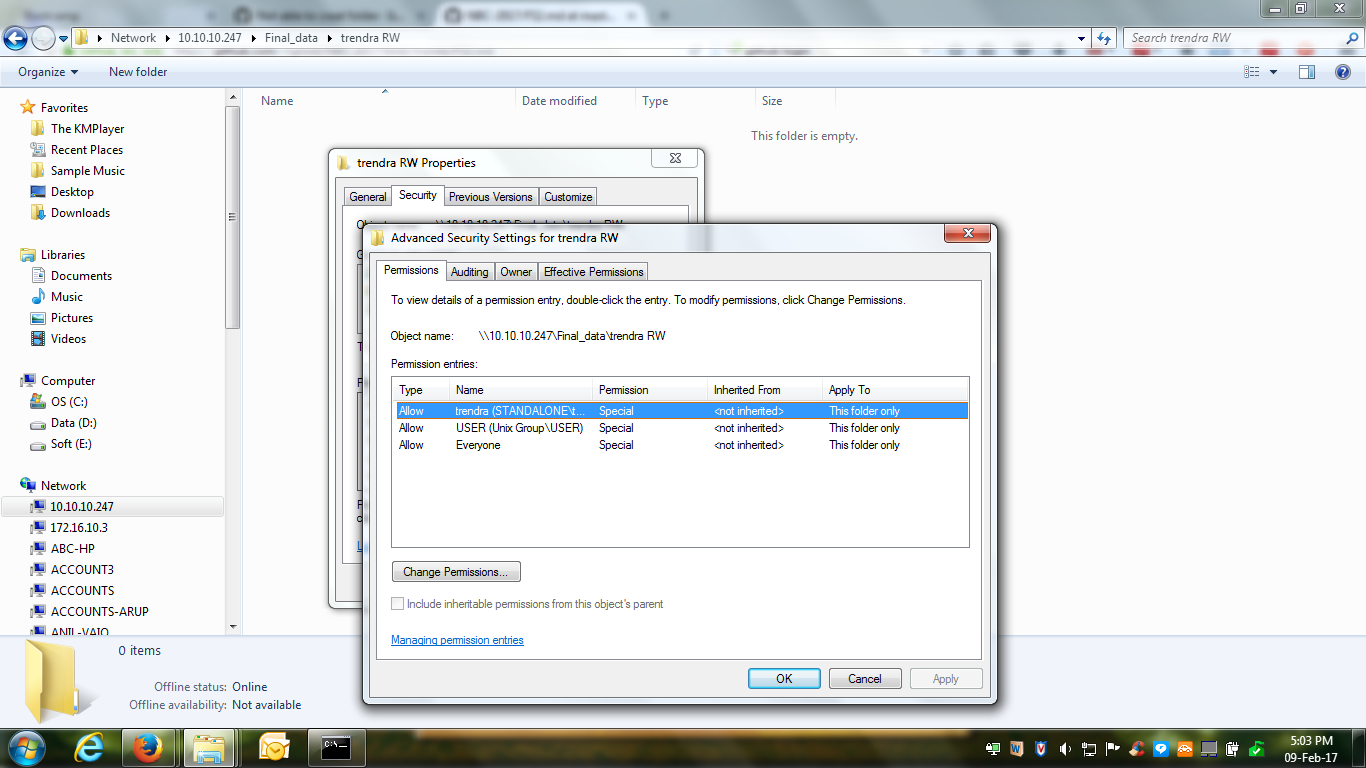 Network 10.10.10.247 Final_data trendra RW
Search trendra RW
Organize New folder
Name Date modified Type Size
This folder is empty.
Favorites
The KMPlayer
Recent Places
Sample Music
Desktop
Downloads
Libraries
Documents
Music
Pictures
Videos
Computer
OS (C:)
Data (D:)
Soft (E:)
Network
10.10.10.247
172.16.10.3
ABC-HP
ACCOUNT3
ACCOUNTS
ACCOUNTS-ARUP
ANIL-VAIO
trendra RW Properties
General Security Previous Versions Customize
Advanced Security Settings for trendra RW
Permissions Auditing Owner Effective Permissions
To view details of a permission entry, double-click the entry. To modify permissions, click Change Permissions.
Object name: \\10.10.10.247\Final_data\trendra RW
Permission entries:
Type Name Permission Inherited From Apply To
Allow trendra (STANDALONE\t... Special <not inherited> This folder only
Allow USER (Unix Group\USER) Special <not inherited> This folder only
Allow Everyone Special <not inherited> This folder only
Change Permissions...
Include inheritable permissions from this object's parent
Managing permission entries
OK Cancel Apply
0 items
Offline status: Online
Offline availability: Not available
5:03 PM
09-Feb-17